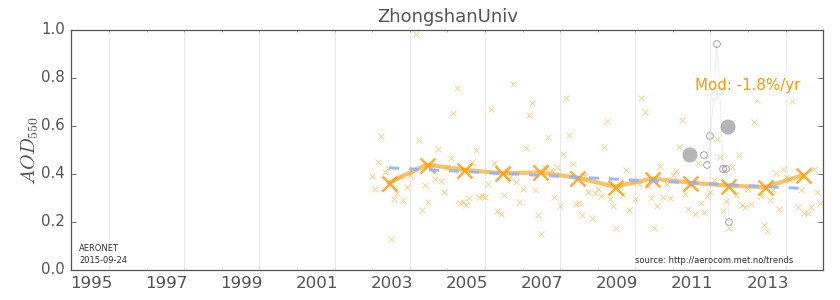 ZhongshanUniv
1.0
0.8
0.6
0.4
0.2
0.0
AOD550
Mod: -1.8%/yr
AERONET
2015-09-24
source: http://aerocom.met.no/trends
1995 1997 1999 2001 2003 2005 2007 2009 2011 2013